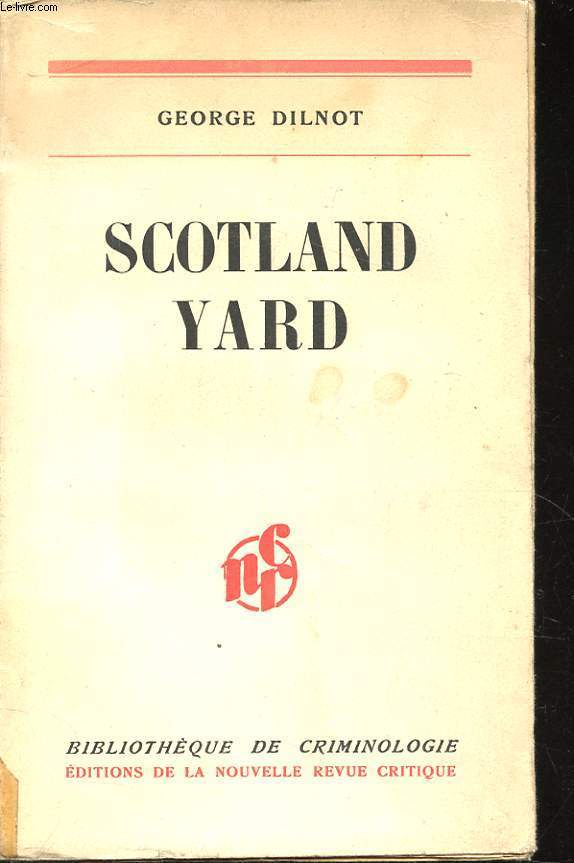 Le-livre.com
GEORGE DILNOT
SCOTLAND
YARD
nrc
BIBLIOTHÈQUE DE CRIMINOLOGIE
ÉDITIONS DE LA NOUVELLE REVUE CRITIQUE